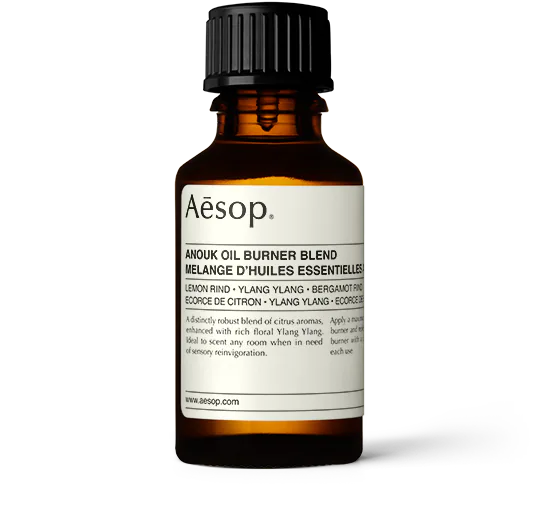 Aēsop®
ANOUK OIL BURNER BLEND
MELANGE D'HUILES ESSENTIELLES
LEMON RIND • YLANG YLANG • BERGAMOT RIND
ECORCE DE CITRON • YLANG YLANG • ECORCE DE
A distinctly robust blend of citrus aromas,
enhanced with rich floral Ylang Ylang.
Ideal to scent any room when in need
of sensory reinvigoration.
Apply a
burner and
burner with
each use
www.aesop.com